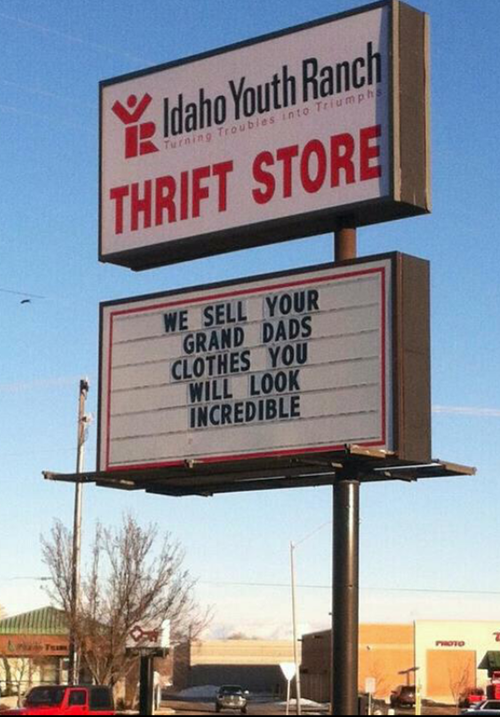 Idaho Youth Ranch
Turning Troubles into Triumphs
THRIFT STORE
WE SELL YOUR
GRAND DADS
CLOTHES YOU
WILL LOOK
INCREDIBLE
PHOTO